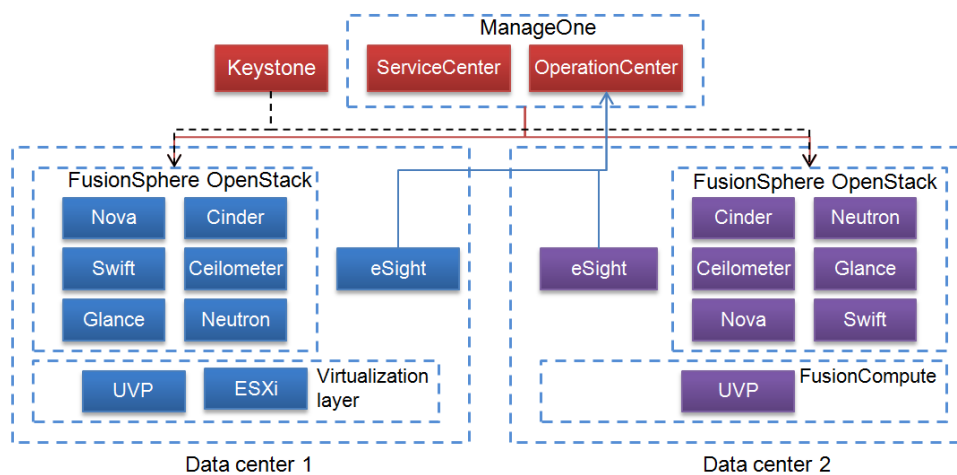 ManageOne
Keystone
ServiceCenter
OperationCenter
FusionSphere OpenStack
Nova
Cinder
Swift
Ceilometer
Glance
Neutron
eSight
UVP
ESXi
Virtualization
layer
Data center 1
FusionSphere OpenStack
Cinder
Neutron
eSight
Ceilometer
Glance
Nova
Swift
UVP
FusionCompute
Data center 2